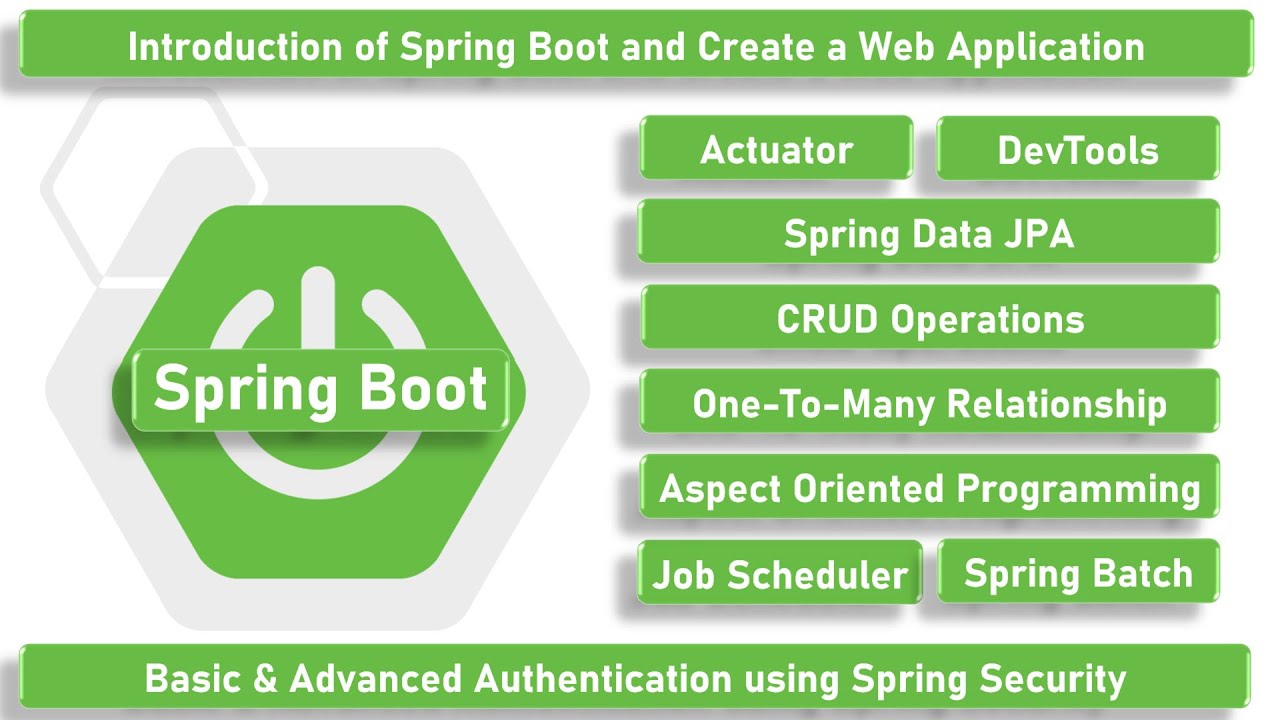 Introduction of Spring Boot and Create a Web Application
Actuator
DevTools
Spring Data JPA
CRUD Operations
Spring Boot
One-To-Many Relationship
Aspect Oriented Programming
Job Scheduler
Spring Batch
Basic & Advanced Authentication using Spring Security